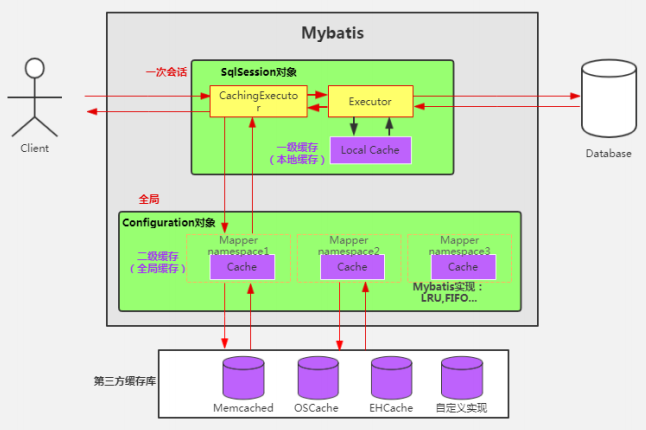 Mybatis
一次会话
SqlSession对象
CachingExecuto
r
Executor
Client
一级缓存
（本地缓存）
Local Cache
Database
全局
Configuration对象
二级缓存
（全局缓存）
Mapper
namespace1
Cache
Mapper
namespace2
Cache
Mapper
namespace3
Cache
Mybatis实现：
LRU,FIFO...
第三方缓存库
Memcached
OSCache
EHCache
自定义实现